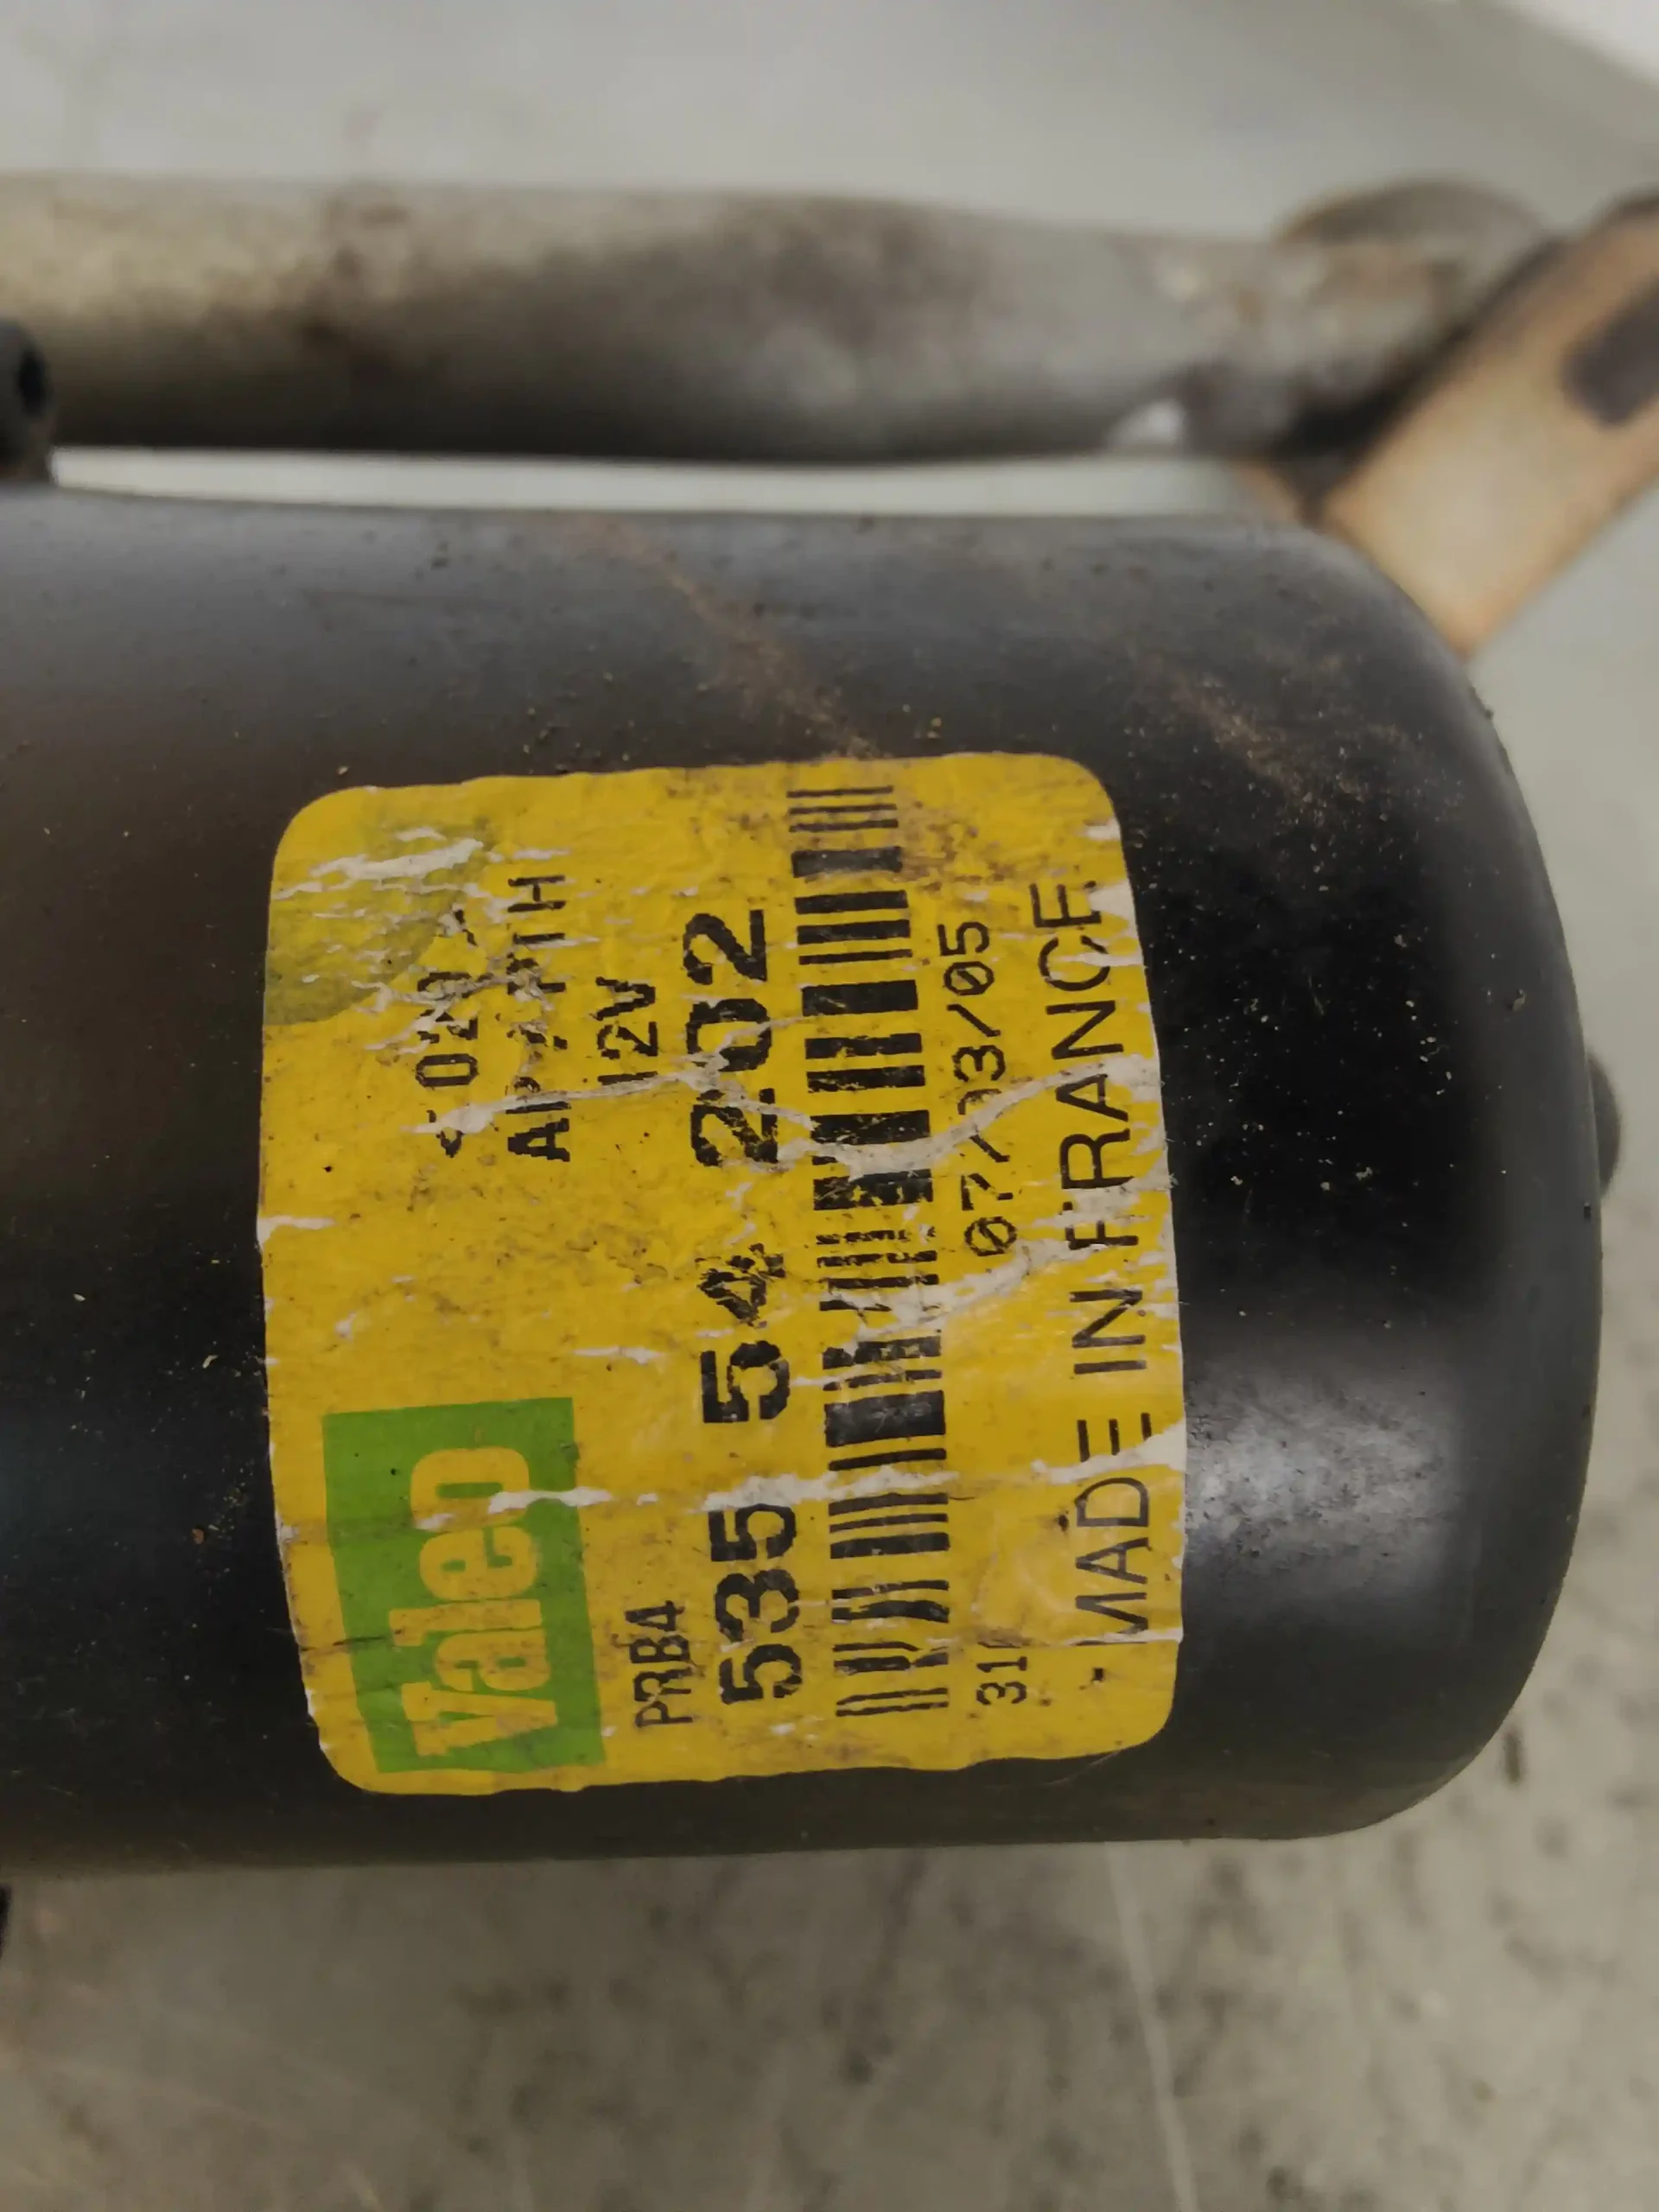 Valeo
12V
PRB4
535 54 202
07/03/05
MADE IN FRANCE